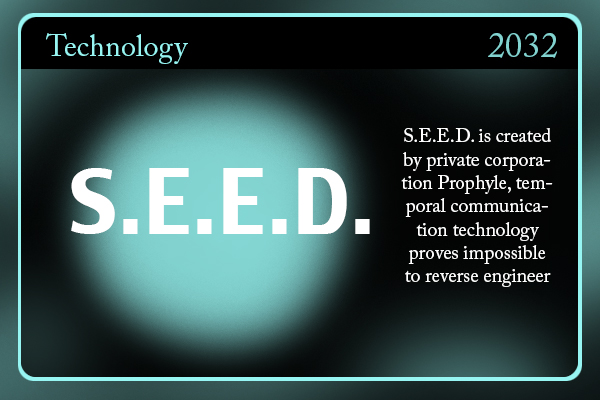 Technology
2032
S.E.E.D.
S.E.E.D. is created
by private corpora-
tion Prophyle, tem-
poral communica-
tion technology
proves impossible
to reverse engineer